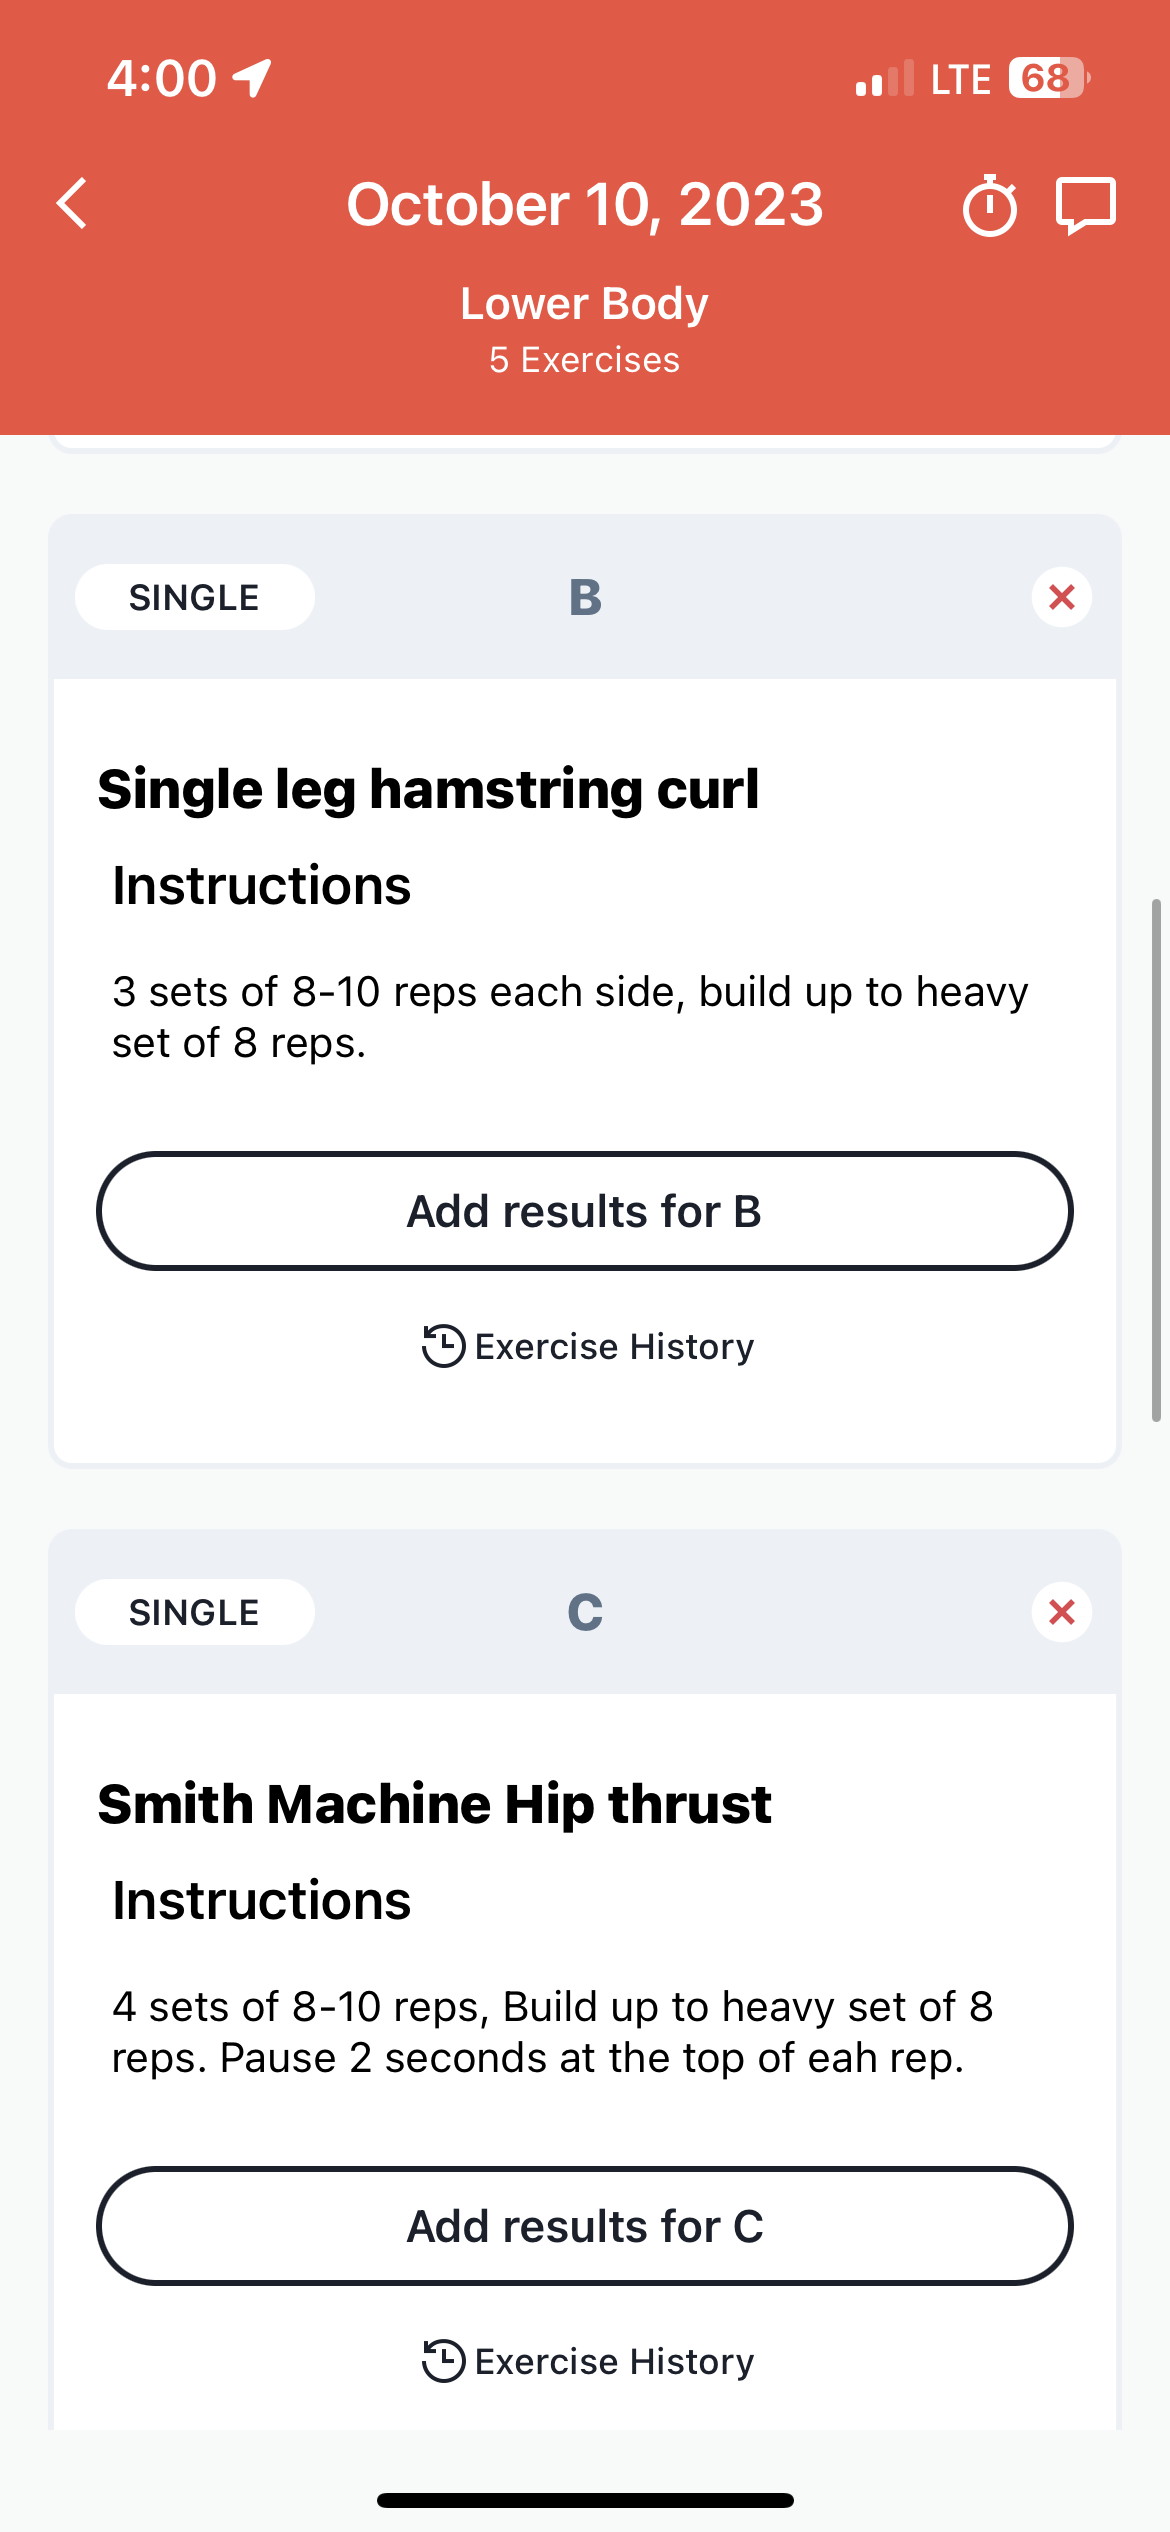 4:00
LTE 68
October 10, 2023
Lower Body
5 Exercises
SINGLE
B
Single leg hamstring curl
Instructions
3 sets of 8-10 reps each side, build up to heavy
set of 8 reps.
Add results for B
Exercise History
SINGLE
C
Smith Machine Hip thrust
Instructions
4 sets of 8-10 reps, Build up to heavy set of 8
reps. Pause 2 seconds at the top of eah rep.
Add results for C
Exercise History